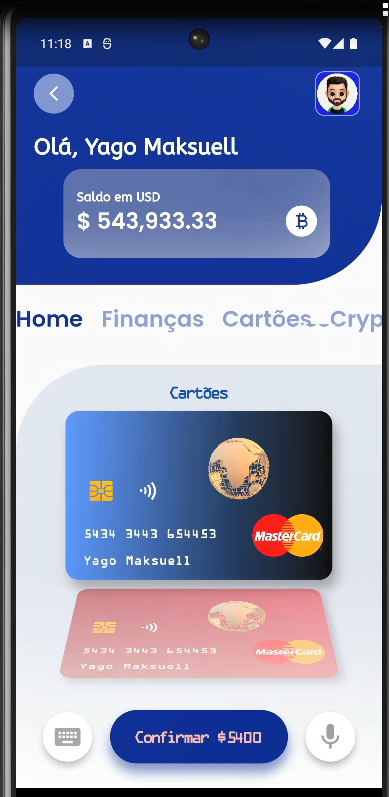 11:18
Olá, Yago Maksuell
Saldo em USD
$ 543,933.33
Home Finanças Cartões Cryp
Cartões
5434 3443 654453
MasterCard
Yago Maksuell
5434 3443 654453
MasterCard
Yago Maksuell
Confirmar $5400